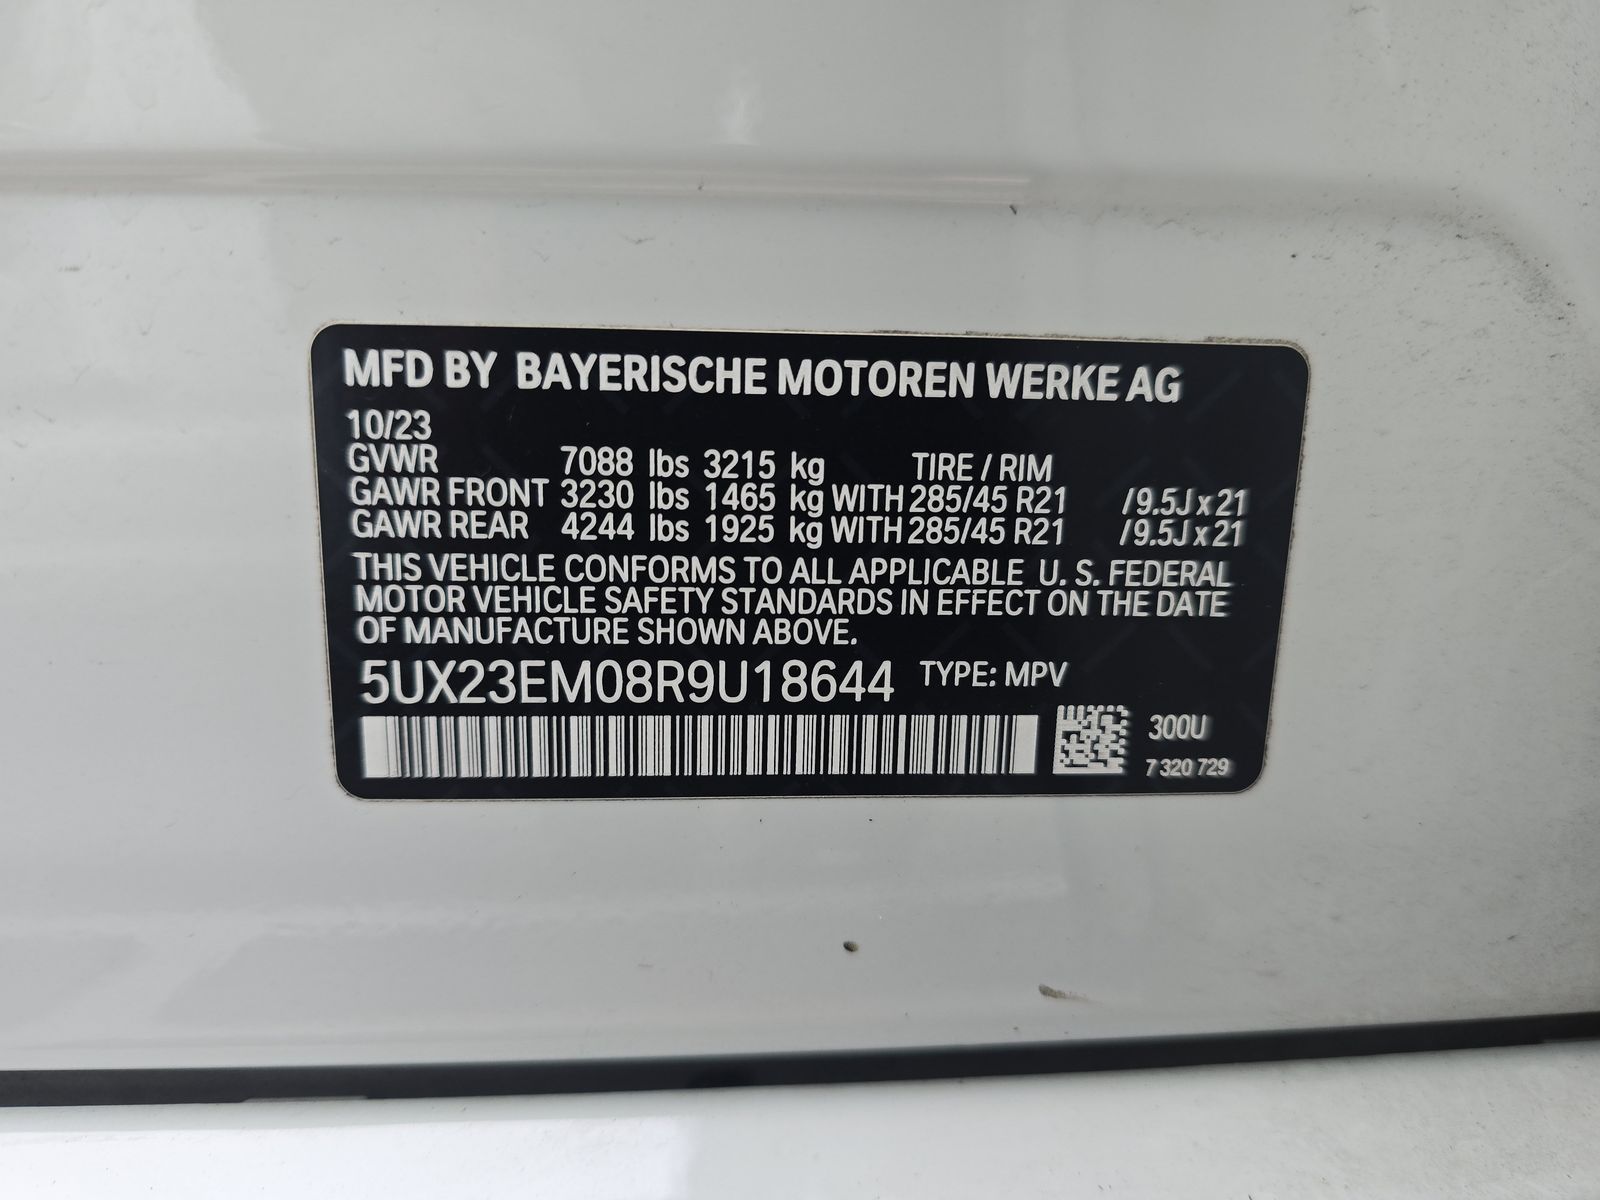 MFD BY BAYERISCHE MOTOREN WERKE AG
10/23
GVWR 7088 lbs 3215 kg TIRE / RIM
GAWR FRONT 3230 lbs 1465 kg WITH 285/45 R21 /9.5J x 21
GAWR REAR 4244 lbs 1925 kg WITH 285/45 R21 /9.5J x 21
THIS VEHICLE CONFORMS TO ALL APPLICABLE U. S. FEDERAL
MOTOR VEHICLE SAFETY STANDARDS IN EFFECT ON THE DATE
OF MANUFACTURE SHOWN ABOVE.
5UX23EM08R9U18644 TYPE: MPV
300U
7 320 729